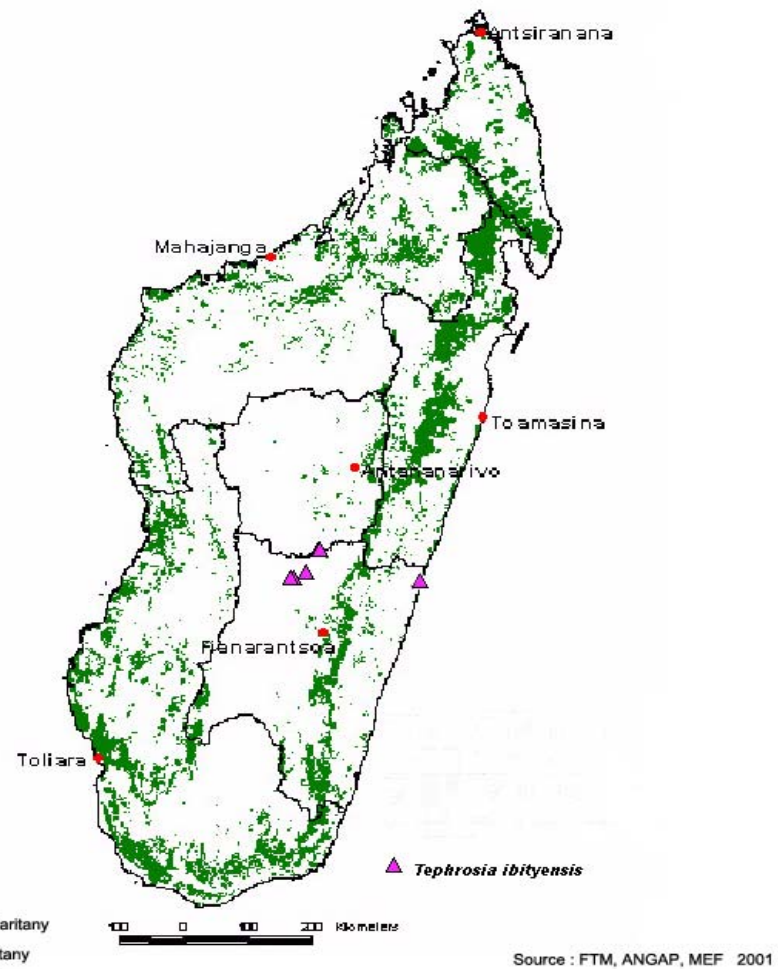 Antsiranana
Mahajanga
Toamasina
Antananarivo
Fianarantsoa
Toliara
Tephrosia ibityensis
aritany
tany
100 0 100 200 Kilometers
Source : FTM, ANGAP, MEF 2001